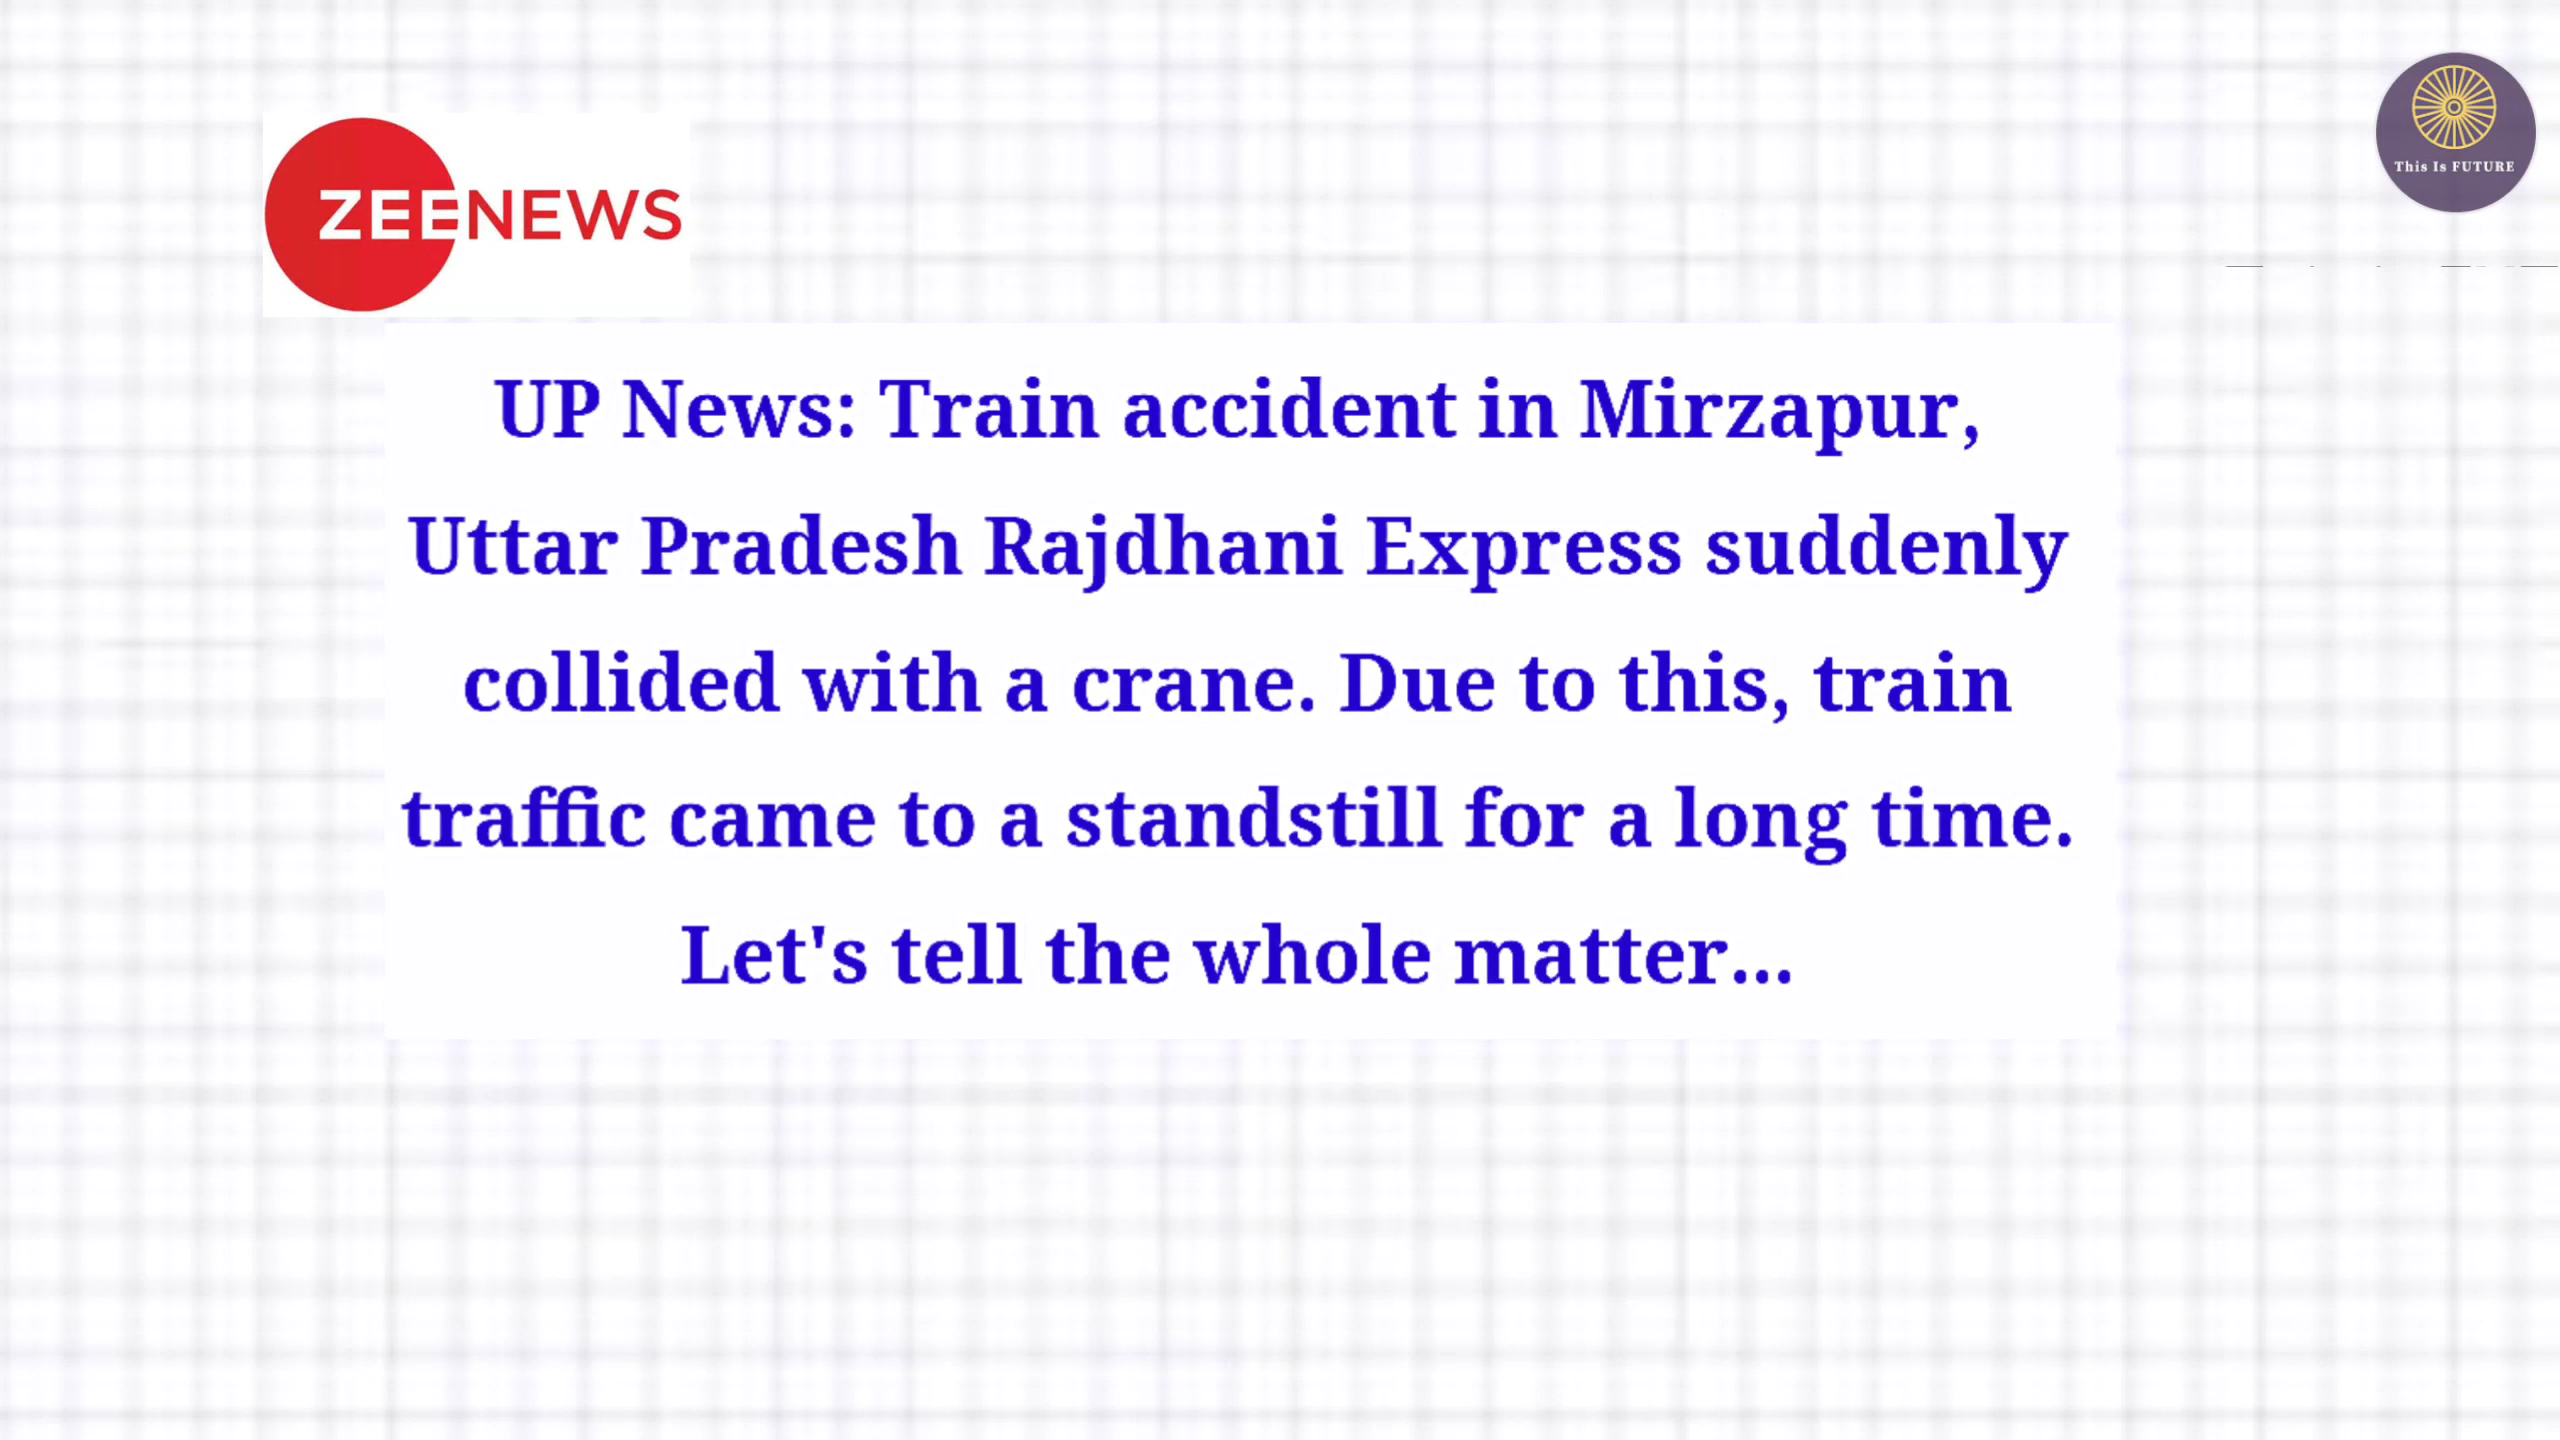 This Is FUTURE
ZEENEWS
UP News: Train accident in Mirzapur,
Uttar Pradesh Rajdhani Express suddenly
collided with a crane. Due to this, train
traffic came to a standstill for a long time.
Let's tell the whole matter...